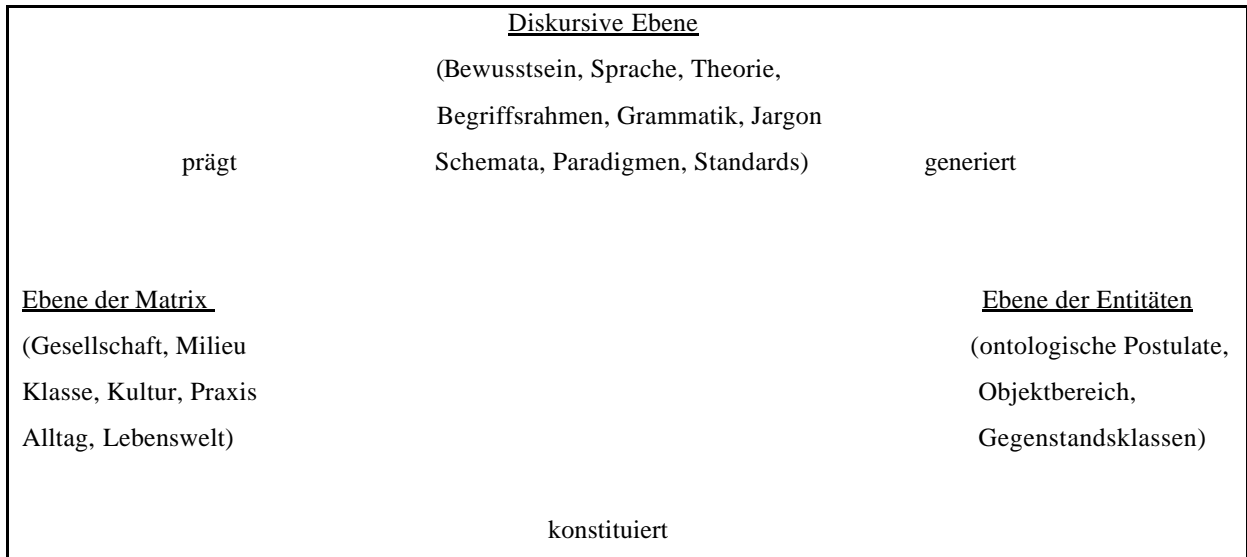 Diskursive Ebene
(Bewusstsein, Sprache, Theorie,
Begriffsrahmen, Grammatik, Jargon
prägt Schemata, Paradigmen, Standards) generiert
Ebene der Matrix Ebene der Entitäten
(Gesellschaft, Milieu (ontologische Postulate,
Klasse, Kultur, Praxis Objektbereich,
Alltag, Lebenswelt) Gegenstandsklassen)
konstituiert